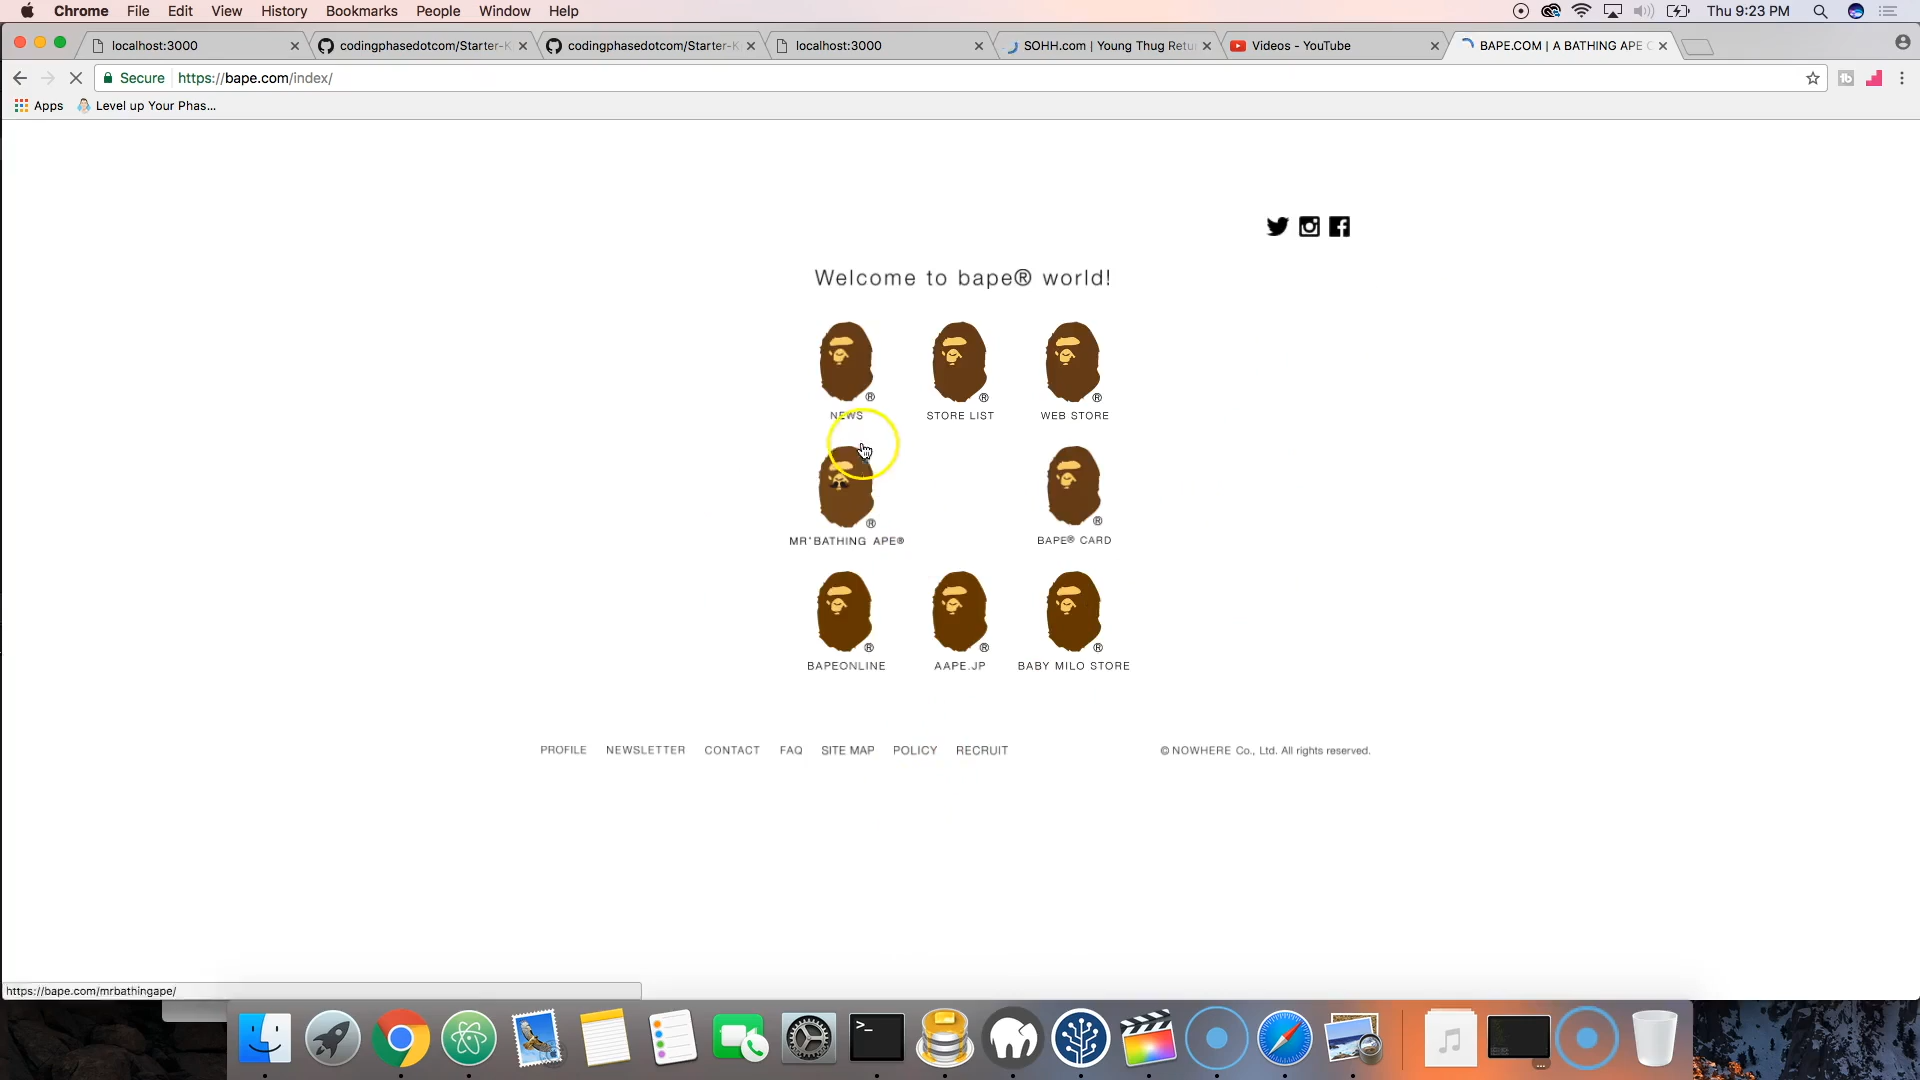 Chrome File Edit View History Bookmarks People Window Help Thu 9:23 PM
localhost:3000 codingphasedotcom/Starter-K codingphasedotcom/Starter-K localhost:3000 SOHH.com | Young Thug Retu Videos - YouTube BAPE.COM | A BATHING APE
Secure https://bape.com/index/
Apps Level up Your Phas...
Welcome to bape® world!
NEWS STORE LIST WEB STORE
MR'BATHING APE® BAPE® CARD
BAPEONLINE AAPE.JP BABY MILO STORE
PROFILE NEWSLETTER CONTACT FAQ SITE MAP POLICY RECRUIT © NOWHERE Co., Ltd. All rights reserved.
https://bape.com/mrbathingape/